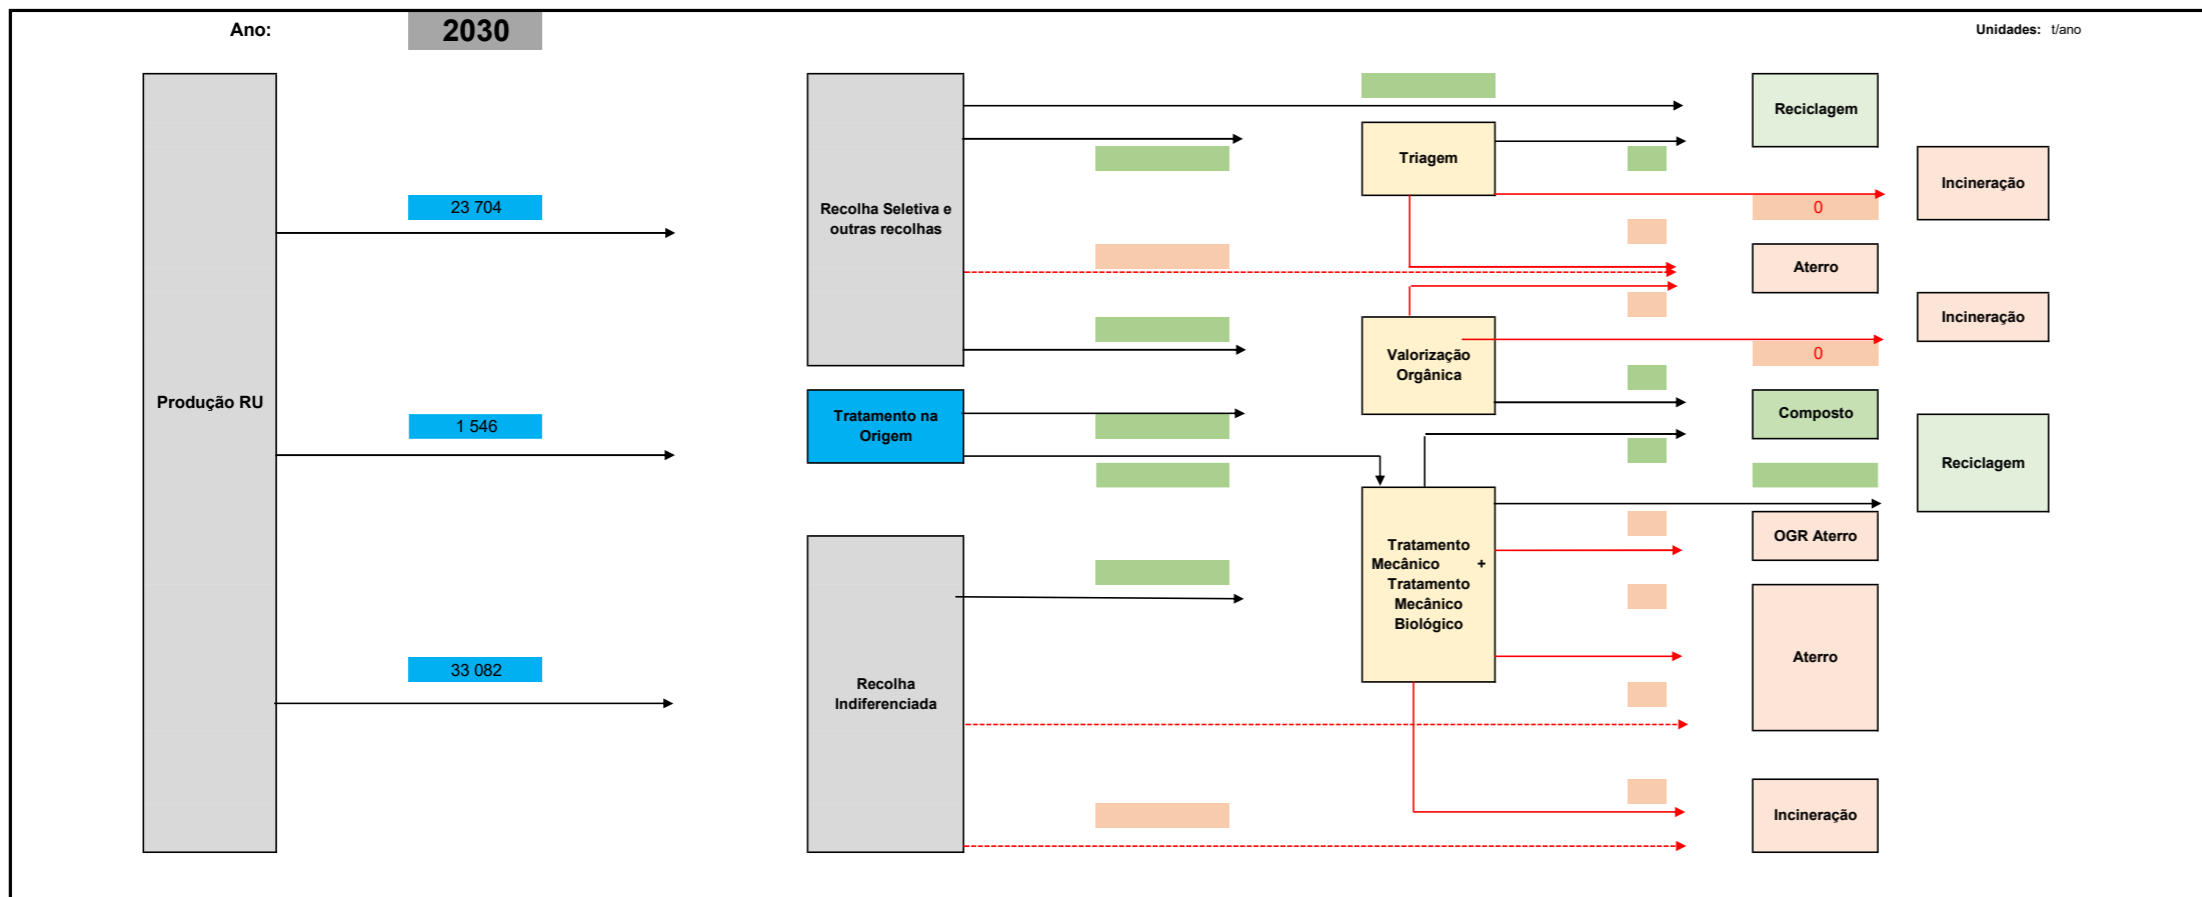 Ano:
2030
Unidades: t/ano
Produção RU
23 704
1 546
33 082
Recolha Seletiva e
outras recolhas
Tratamento na
Origem
Recolha
Indiferenciada
Triagem
Valorização
Orgânica
Tratamento
Mecânico +
Tratamento
Mecânico
Biológico
Reciclagem
Incineração
0
Aterro
Incineração
0
Composto
Reciclagem
OGR Aterro
Aterro
Incineração